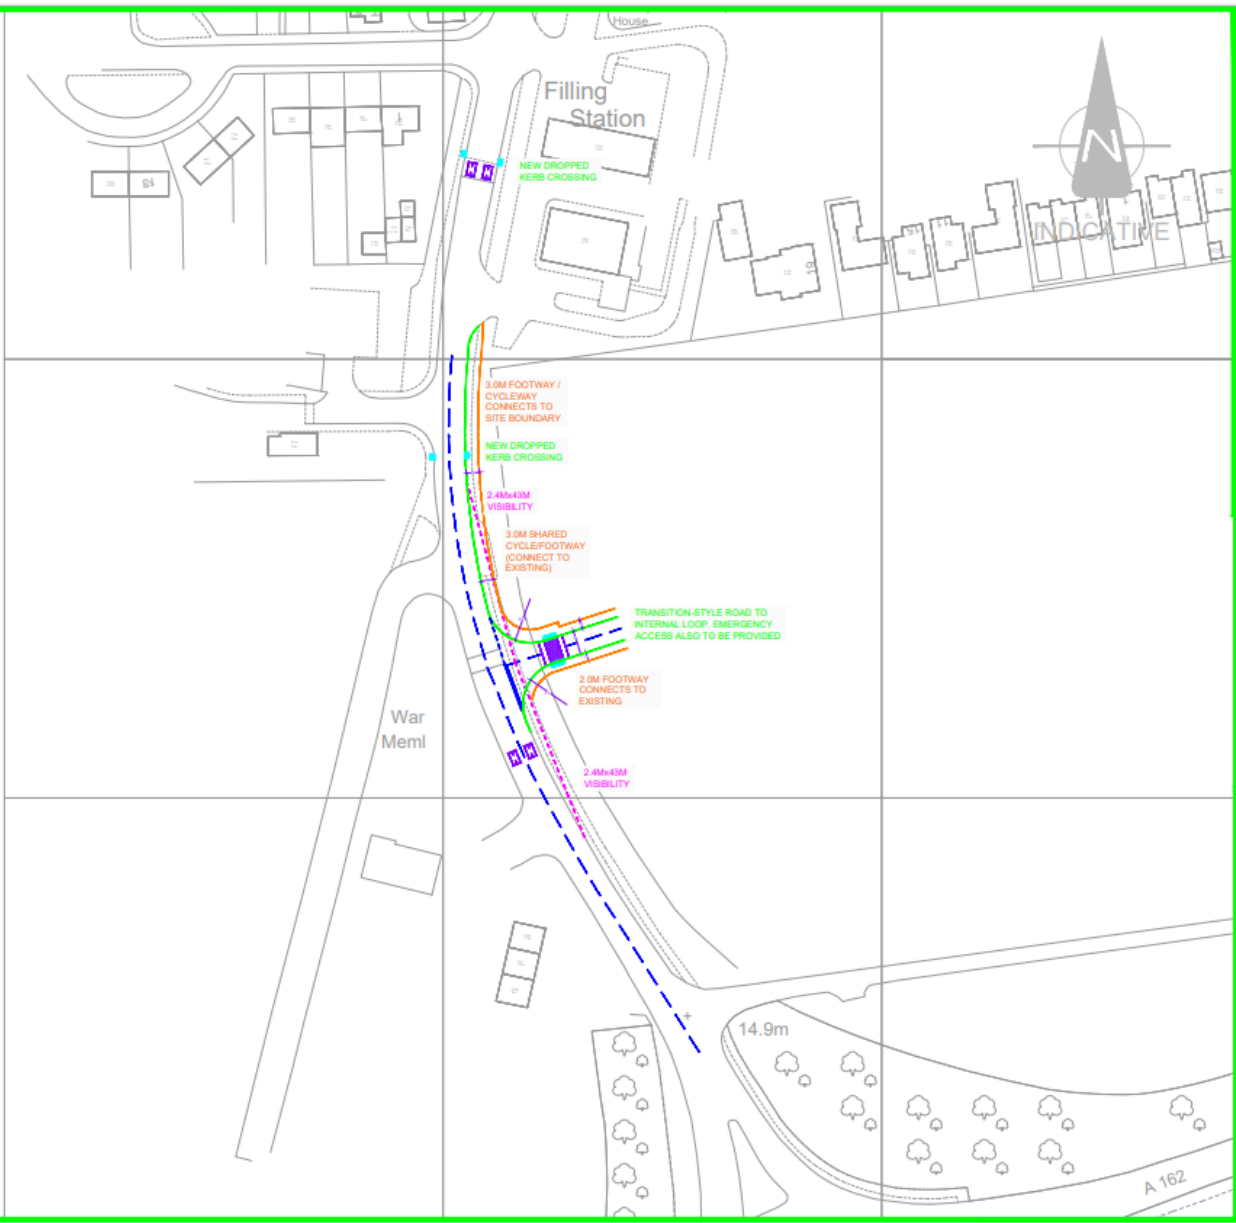 House
Filling
Station
NEW DROPPED
KERB CROSSING
N
INDICATIVE
19
3.0M FOOTWAY /
CYCLEWAY
CONNECTS TO
SITE BOUNDARY
NEW DROPPED
KERB CROSSING
2.4Mx43M
VISIBILITY
3.0M SHARED
CYCLE/FOOTWAY
(CONNECT TO
EXISTING)
TRANSITION-STYLE ROAD TO
INTERNAL LOOP. EMERGENCY
ACCESS ALSO TO BE PROVIDED
2.0M FOOTWAY
CONNECTS TO
EXISTING
War
Meml
2.4Mx43M
VISIBILITY
14.9m
A 162